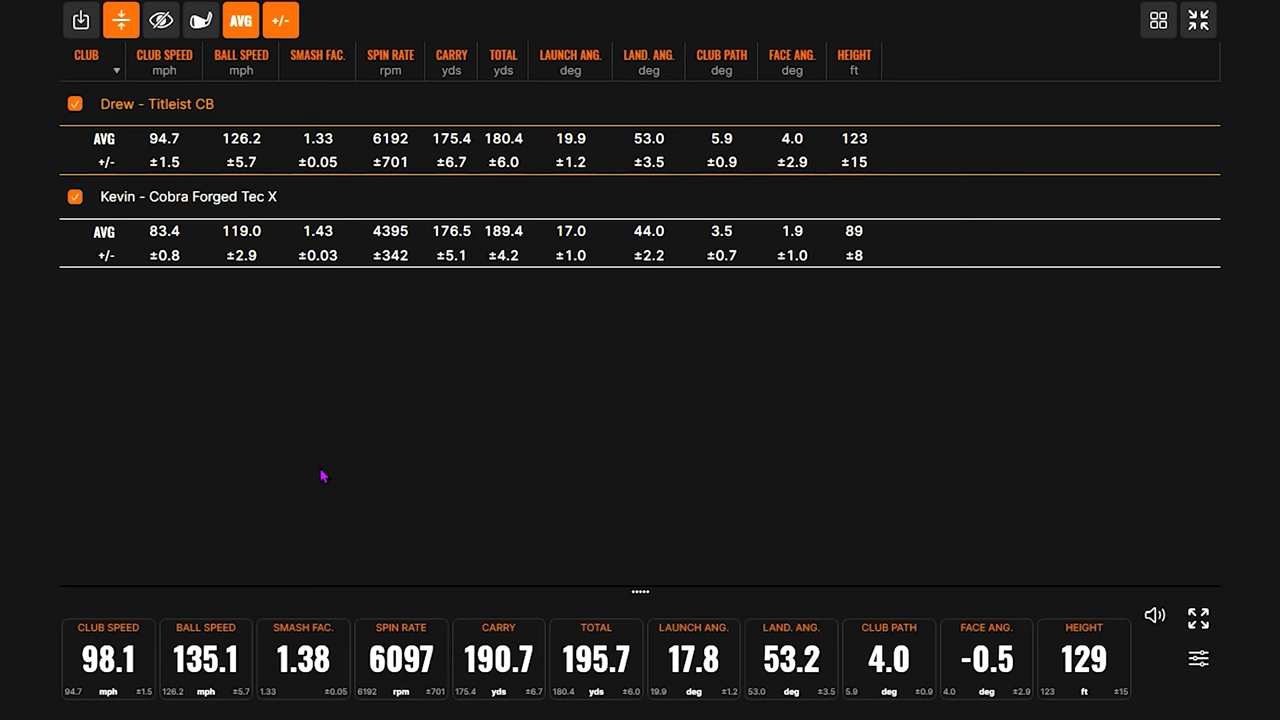 AVG +/-
CLUB CLUB SPEED BALL SPEED SMASH FAC. SPIN RATE CARRY TOTAL LAUNCH ANG. LAND. ANG. CLUB PATH FACE ANG. HEIGHT
mph mph rpm yds yds deg deg deg deg ft
Drew - Titleist CB
AVG 94.7 126.2 1.33 6192 175.4 180.4 19.9 53.0 5.9 4.0 123
+/- ±1.5 ±5.7 ±0.05 ±701 ±6.7 ±6.0 ±1.2 ±3.5 ±0.9 ±2.9 ±15
Kevin - Cobra Forged Tec X
AVG 83.4 119.0 1.43 4395 176.5 189.4 17.0 44.0 3.5 1.9 89
+/- ±0.8 ±2.9 ±0.03 ±342 ±5.1 ±4.2 ±1.0 ±2.2 ±0.7 ±1.0 ±8
CLUB SPEED BALL SPEED SMASH FAC. SPIN RATE CARRY TOTAL LAUNCH ANG. LAND. ANG. CLUB PATH FACE ANG. HEIGHT
98.1 135.1 1.38 6097 190.7 195.7 17.8 53.2 4.0 -0.5 129
94.7 mph ±1.5 126.2 mph ±5.7 1.33 ±0.05 6192 rpm ±701 175.4 yds ±6.7 180.4 yds ±6.0 19.9 deg ±1.2 53.0 deg ±3.5 5.9 deg ±0.9 4.0 deg ±2.9 123 ft ±15